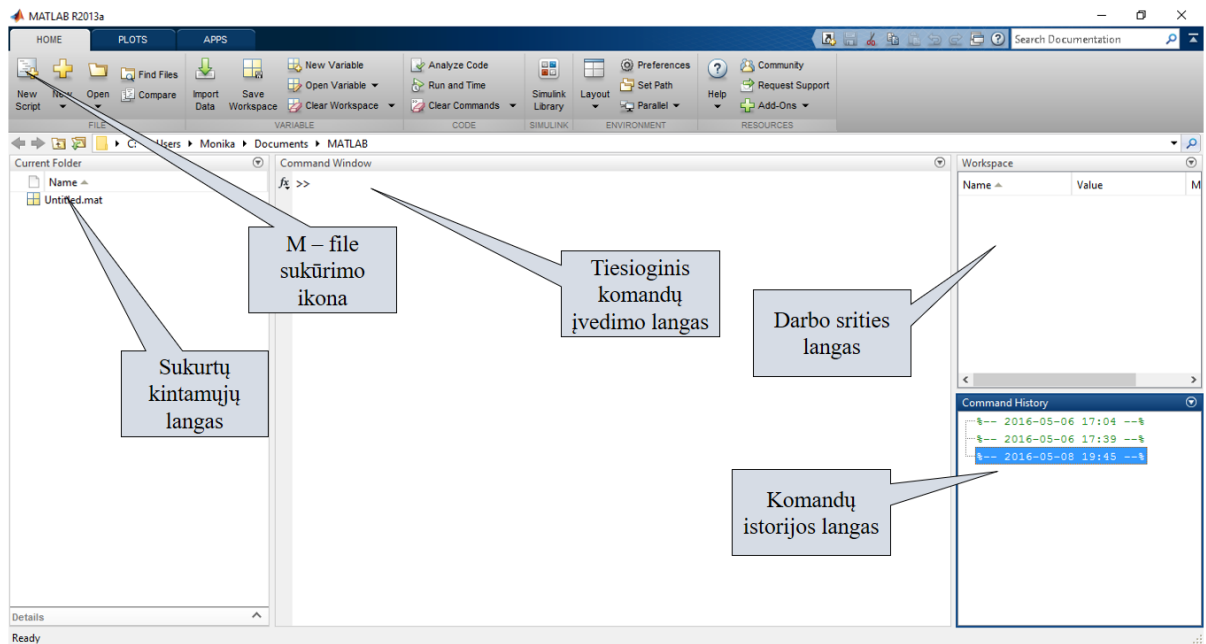 MATLAB R2013a
HOME PLOTS APPS
Search Documentation
New Script
New
Open
Find Files
Compare
Import Data
Save Workspace
New Variable
Open Variable
Clear Workspace
Analyze Code
Run and Time
Clear Commands
Simulink Library
Layout
Preferences
Set Path
Parallel
Help
Community
Request Support
Add-Ons
FILE VARIABLE CODE SIMULINK ENVIRONMENT RESOURCES
C: Users Monika Documents MATLAB
Current Folder
Name
Untitled.mat
Details
Command Window
fx >>
Workspace
Name Value M
Command History
%-- 2016-05-06 17:04 --%
%-- 2016-05-06 17:39 --%
%-- 2016-05-08 19:45 --%
M – file
sukūrimo
ikona
Tiesioginis
komandų
įvedimo langas
Darbo srities
langas
Sukurtų
kintamųjų
langas
Komandų
istorijos langas
Ready